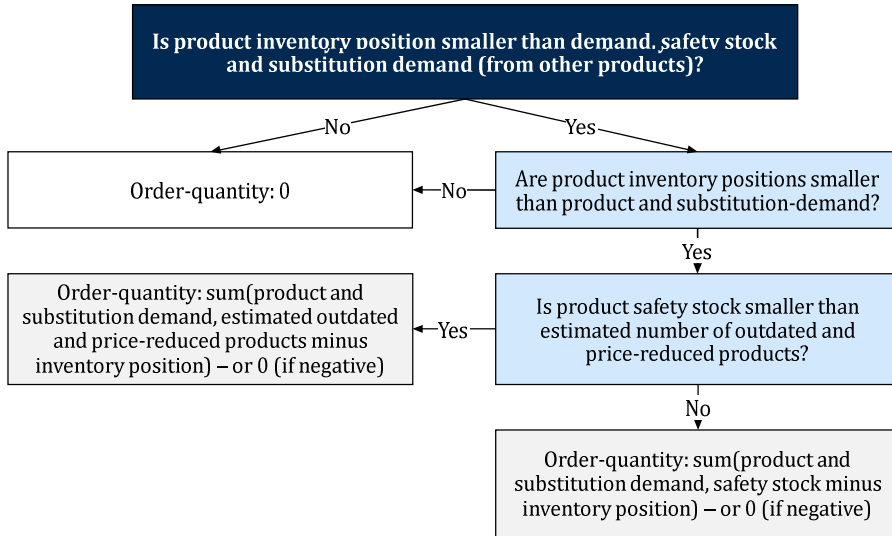 Is product inventory position smaller than demand, safety stock
and substitution demand (from other products)?
No
Yes
Order-quantity: 0
No
Are product inventory positions smaller
than product and substitution-demand?
Yes
Order-quantity: sum(product and
substitution demand, estimated outdated
and price-reduced products minus
inventory position) – or 0 (if negative)
Yes
Is product safety stock smaller than
estimated number of outdated and
price-reduced products?
No
Order-quantity: sum(product and
substitution demand, safety stock minus
inventory position) – or 0 (if negative)